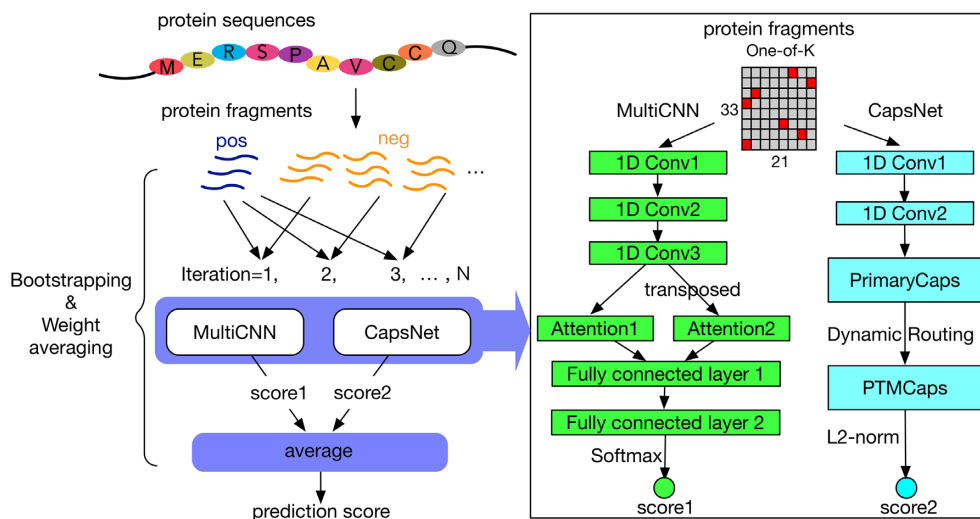 protein sequences
M E R S P A V C C Q
protein fragments
pos
neg
...
Bootstrapping
&
Weight
averaging
Iteration=1, 2, 3, ... , N
MultiCNN
CapsNet
score1
score2
average
prediction score
protein fragments
One-of-K
33
21
MultiCNN
1D Conv1
1D Conv2
1D Conv3
transposed
Attention1
Attention2
Fully connected layer 1
Fully connected layer 2
Softmax
score1
CapsNet
1D Conv1
1D Conv2
PrimaryCaps
Dynamic Routing
PTMCaps
L2-norm
score2